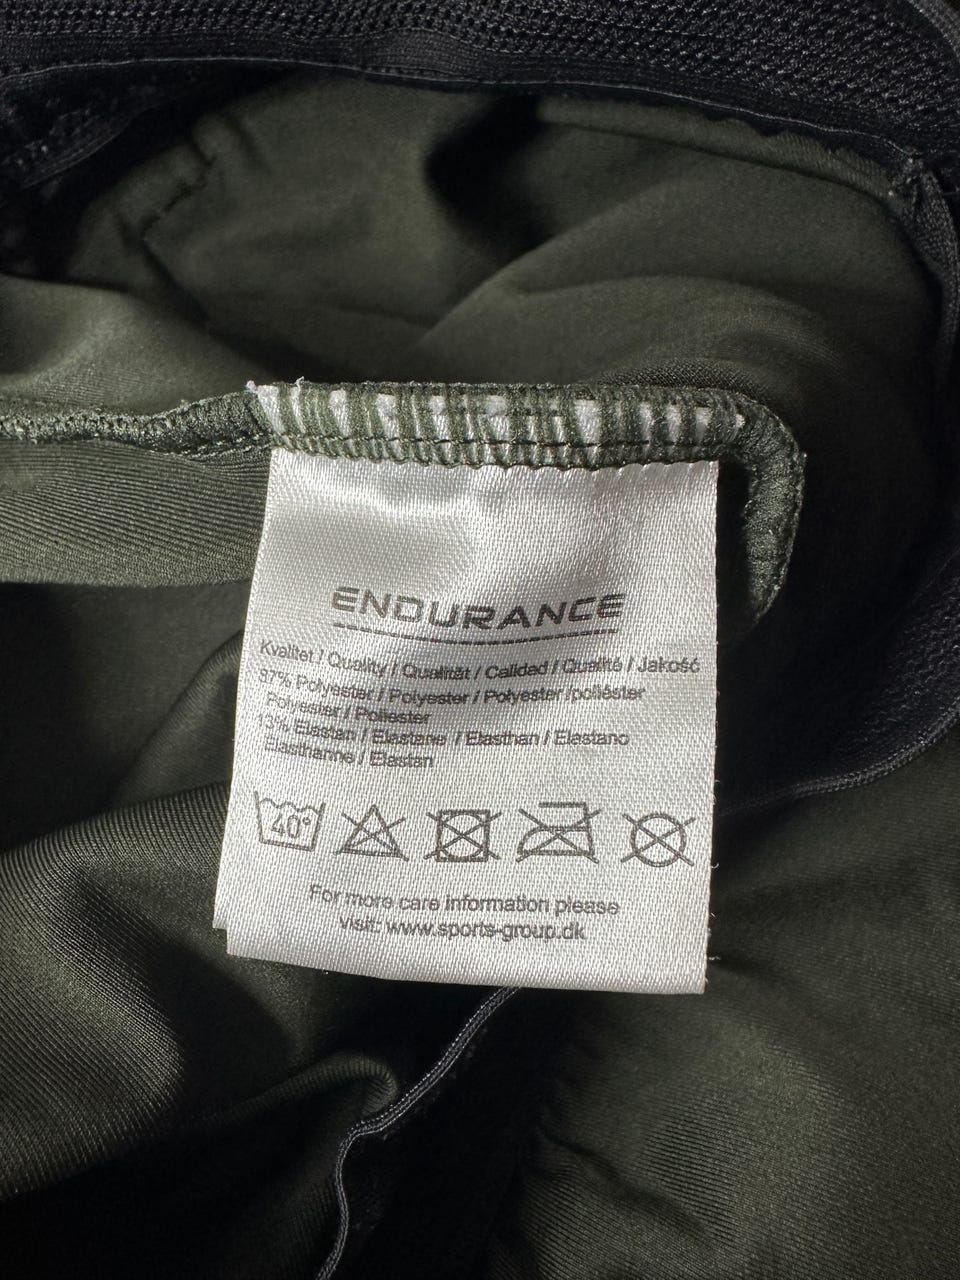 ENDURANCE
Kvalitet / Quality / Qualität / Calidad / Qualité / Jakość
87% Polyester / Polyester / Polyester /poliéster
Polyester / Poliester
13% Elastan / Elastane / Elasthan / Elastano
Elasthanne / Elastan
40°
For more care information please
visit: www.sports-group.dk